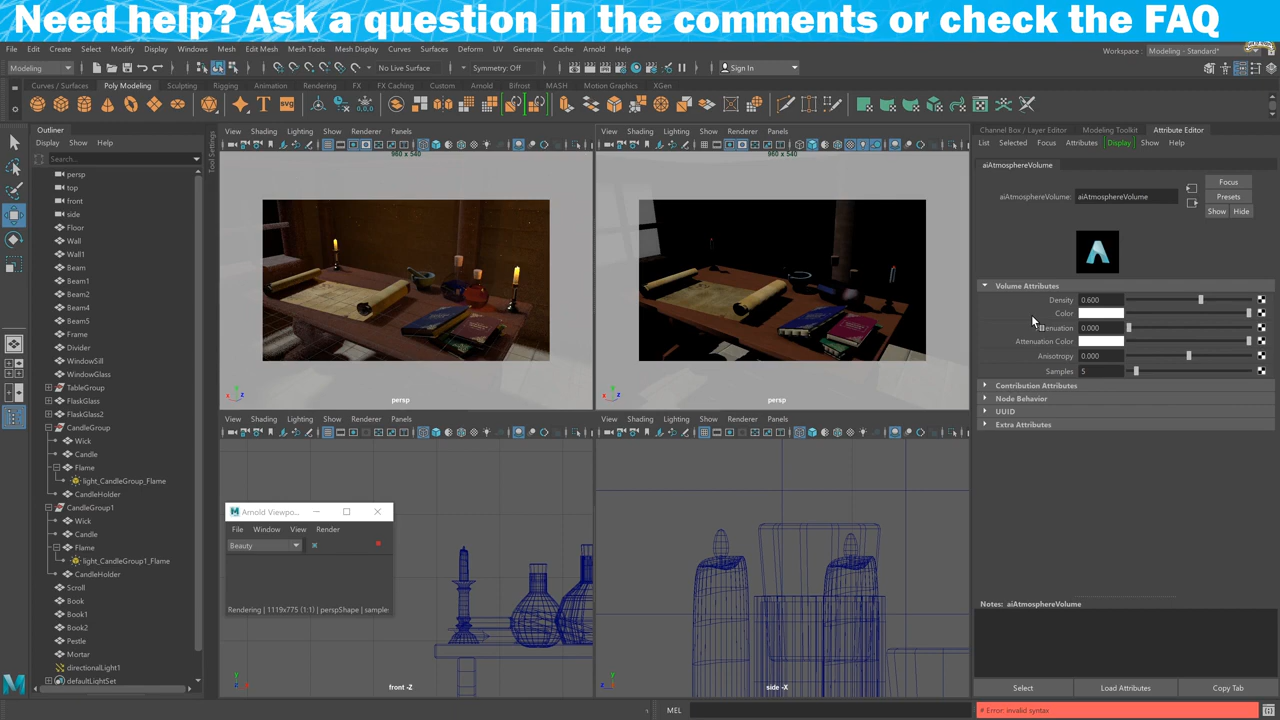 Need help? Ask a question in the comments or check the FAQ
File Edit Create Select Modify Display Windows Mesh Edit Mesh Mesh Tools Mesh Display Curves Surfaces Deform UV Generate Cache Arnold Help
Workspace : Modeling - Standard*
Modeling No Live Surface Symmetry: Off Sign In
Curves / Surfaces Poly Modeling Sculpting Rigging Animation Rendering FX FX Caching Custom Arnold Bifrost MASH Motion Graphics XGen
Outliner
Display Show Help
Search...
persp
top
front
side
Floor
Wall
Wall1
Beam
Beam1
Beam2
Beam4
Beam5
Frame
Divider
WindowSill
WindowGlass
TableGroup
FlaskGlass
FlaskGlass2
CandleGroup
Wick
Candle
Flame
light_CandleGroup_Flame
CandleHolder
CandleGroup1
Wick
Candle
Flame
light_CandleGroup1_Flame
CandleHolder
Scroll
Book
Book1
Book2
Pestle
Mortar
directionalLight1
defaultLightSet
Tool Settings
View Shading Lighting Show Renderer Panels
960 x 540
persp
View Shading Lighting Show Renderer Panels
960 x 540
persp
View Shading Lighting Show Renderer Panels
front -Z
View Shading Lighting Show Renderer Panels
side -X
Arnold Viewpo...
File Window View Render
Beauty
Rendering | 1119x775 (1:1) | perspShape | sample
Channel Box / Layer Editor Modeling Toolkit Attribute Editor
List Selected Focus Attributes Display Show Help
aiAtmosphereVolume
aiAtmosphereVolume: aiAtmosphereVolume
Focus
Presets
Show Hide
Volume Attributes
Density 0.600
Color
tenuation 0.000
Attenuation Color
Anisotropy 0.000
Samples 5
Contribution Attributes
Node Behavior
UUID
Extra Attributes
Notes: aiAtmosphereVolume
Select Load Attributes Copy Tab
MEL
# Error: invalid syntax